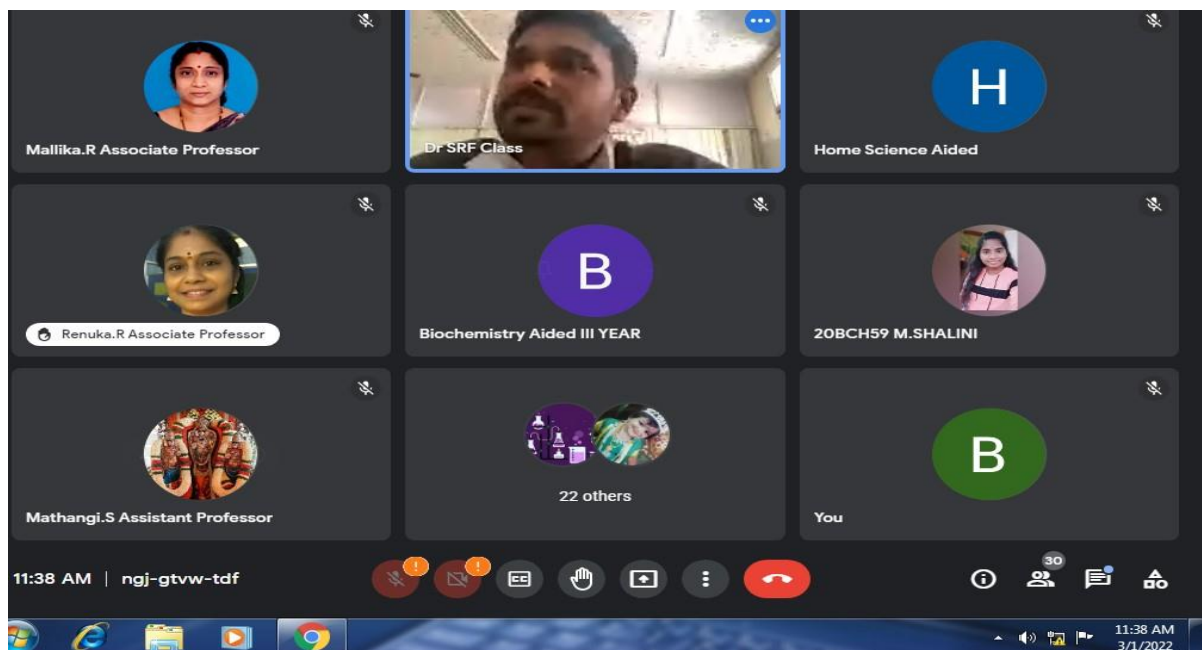 Mallika.R Associate Professor
Dr SRF Class
H
Home Science Aided
Renuka.R Associate Professor
B
Biochemistry Aided III YEAR
20BCH59 M.SHALINI
Mathangi.S Assistant Professor
22 others
B
You
11:38 AM | ngj-gtvw-tdf
CC
30
11:38 AM
3/1/2022